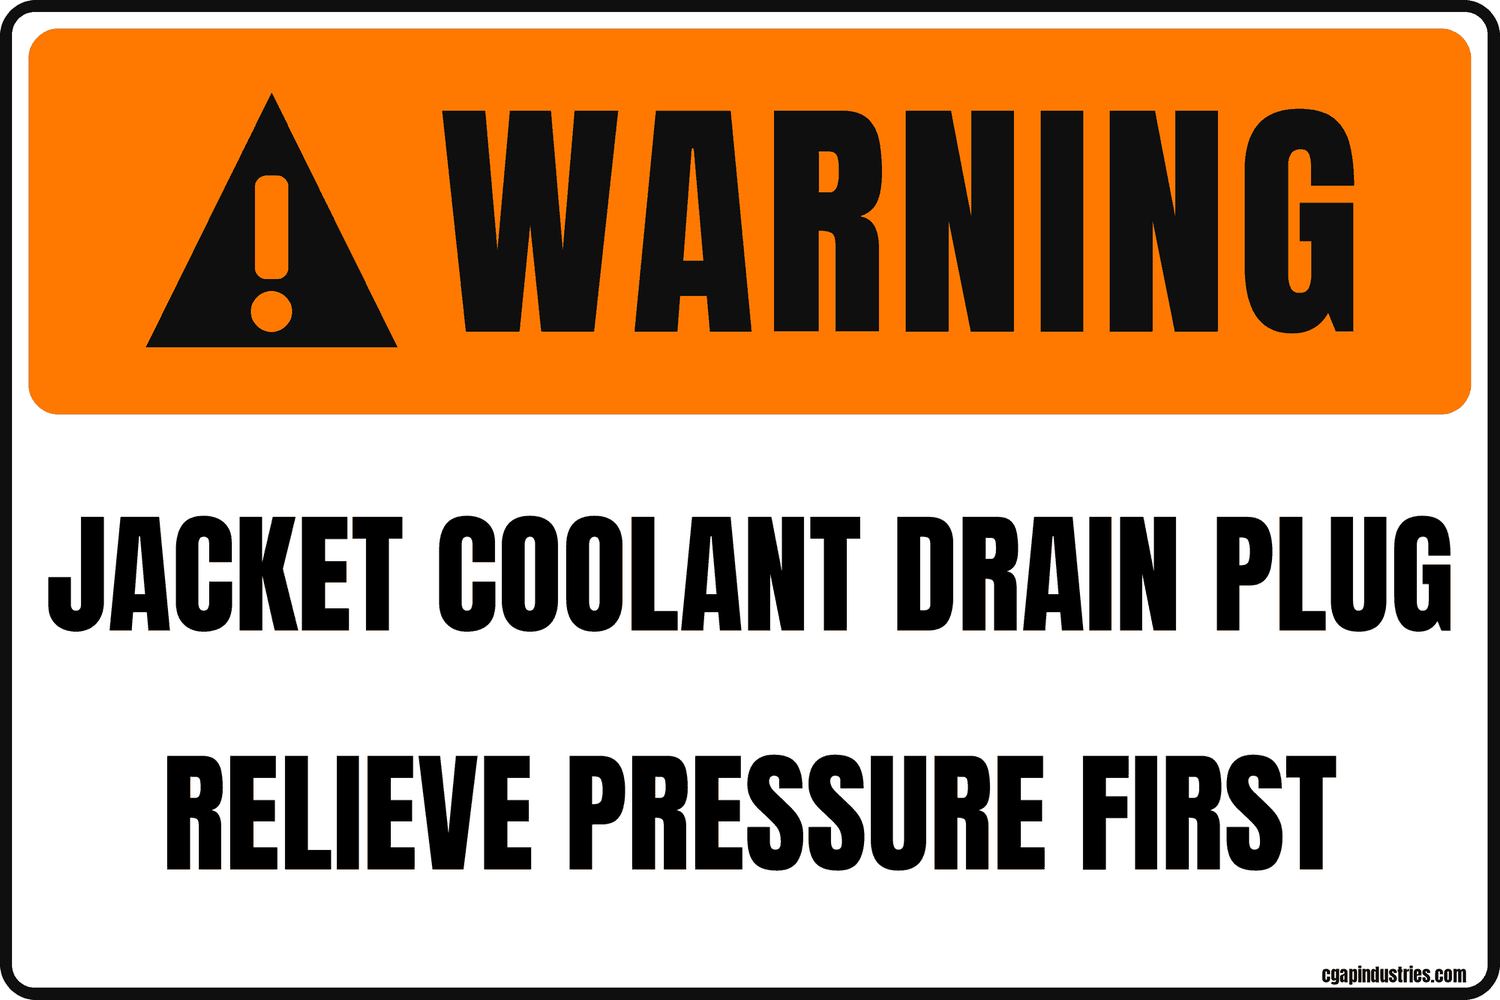 WARNING
JACKET COOLANT DRAIN PLUG
RELIEVE PRESSURE FIRST
cgapindustries.com